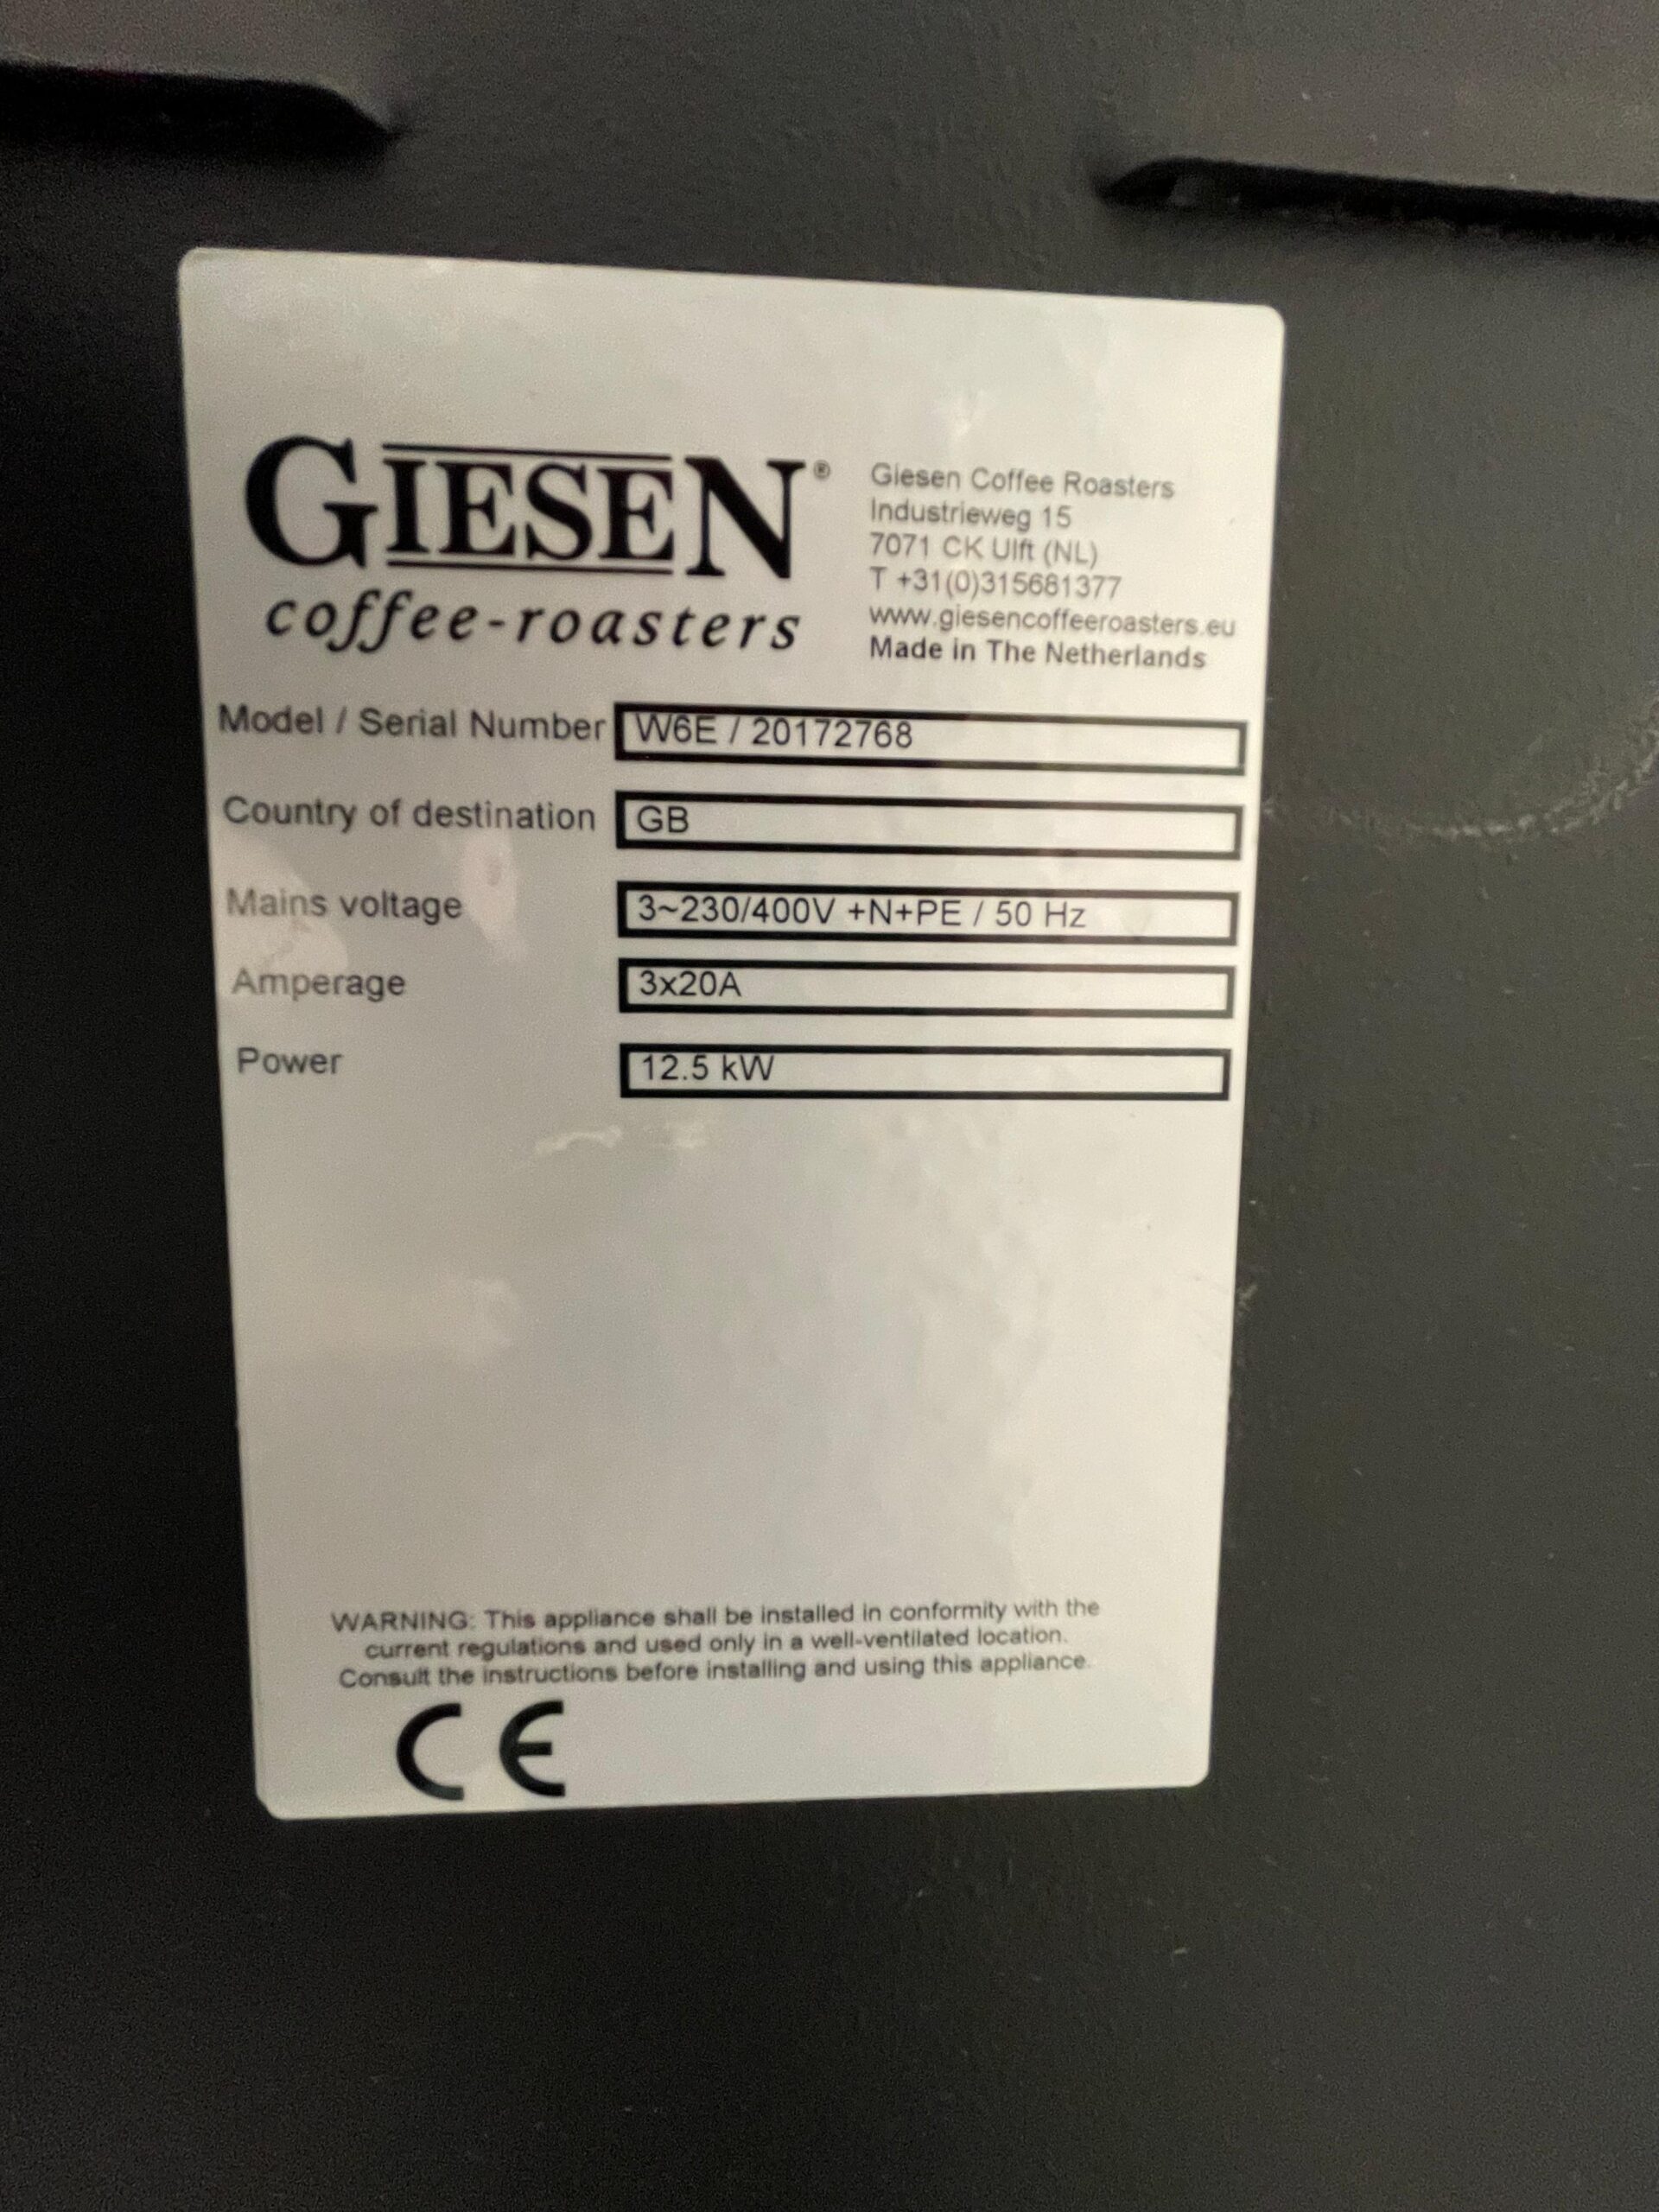 GIESEN®
coffee-roasters
Giesen Coffee Roasters
Industrieweg 15
7071 CK Ulft (NL)
T +31(0)315681377
www.giesencoffeeroasters.eu
Made in The Netherlands
Model / Serial Number W6E / 20172768
Country of destination GB
Mains voltage 3~230/400V +N+PE / 50 Hz
Amperage 3x20A
Power 12.5 kW
WARNING: This appliance shall be installed in conformity with the
current regulations and used only in a well-ventilated location.
Consult the instructions before installing and using this appliance.
CE